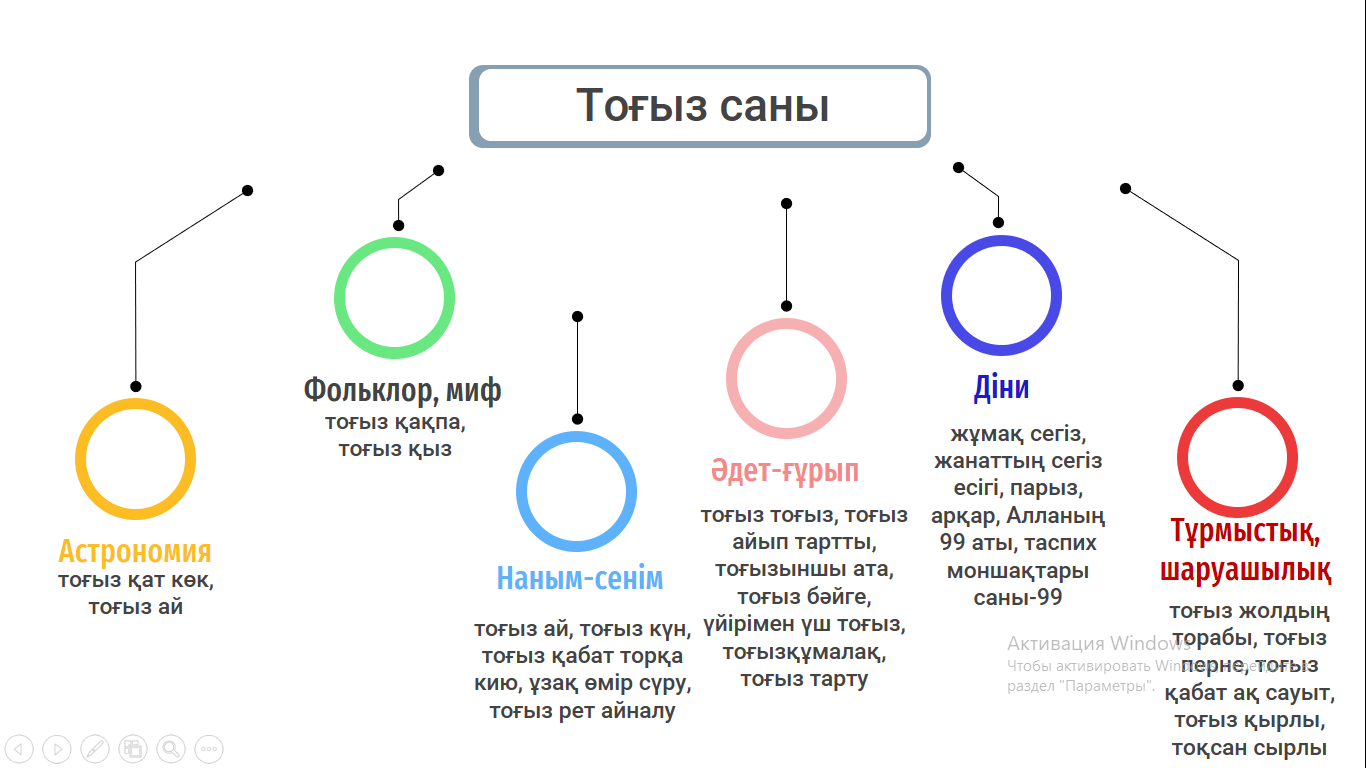 Тоғыз саны
Астрономия
тоғыз қат көк,
тоғыз ай
Фольклор, миф
тоғыз қақпа,
тоғыз қыз
Наным-сенім
тоғыз ай, тоғыз күн,
тоғыз қабат торқа
кию, ұзақ өмір сүру,
тоғыз рет айналу
Әдет-ғұрып
тоғыз тоғыз, тоғыз
айып тартты,
тоғызыншы ата,
тоғыз бәйге,
үйірімен үш тоғыз,
тоғызқұмалақ,
тоғыз тарту
Діни
жұмақ сегіз,
жанаттың сегіз
есігі, парыз,
арқар, Алланың
99 аты, таспих
моншақтары
саны-99
Тұрмыстық,
шаруашылық
тоғыз жолдың
торабы, тоғыз
перне, тоғыз
қабат ақ сауыт,
тоғыз қырлы,
тоқсан сырлы
Активация Windows
Чтобы активировать Windows, перейдите в
раздел "Параметры".